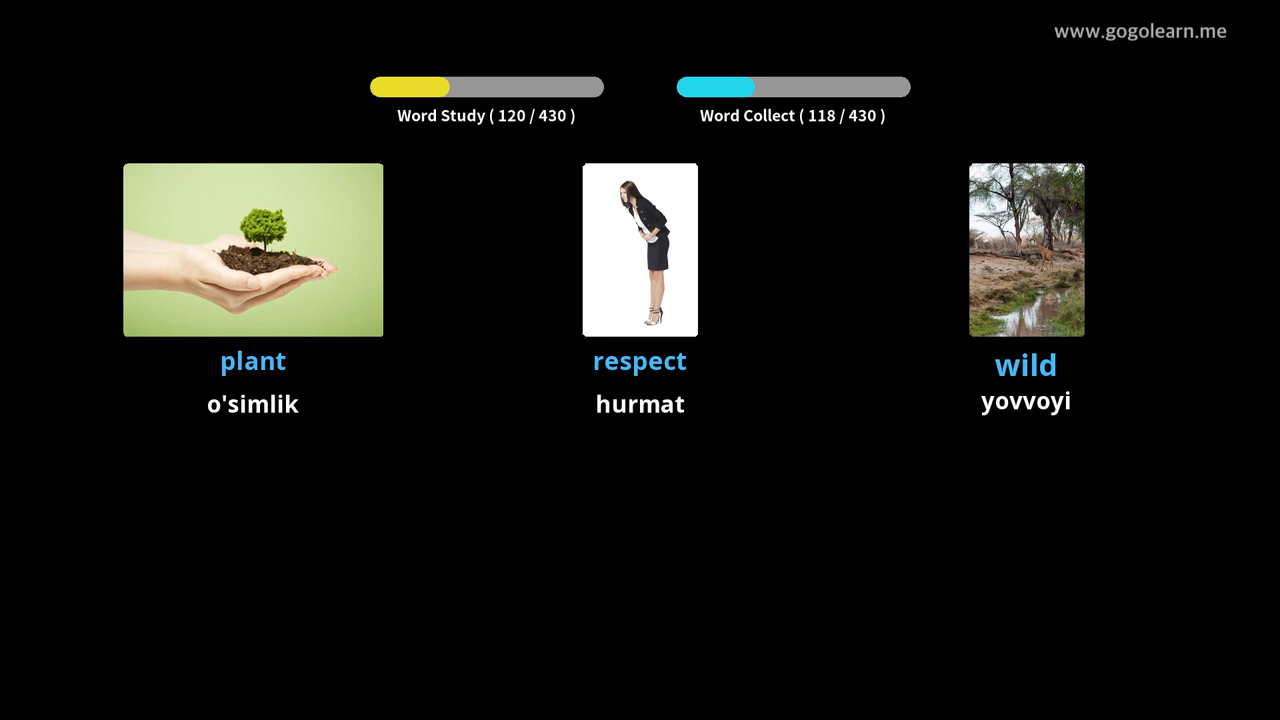 www.gogolearn.me
Word Study ( 120 / 430 )
Word Collect ( 118 / 430 )
plant
respect
wild
o'simlik
hurmat
yovvoyi